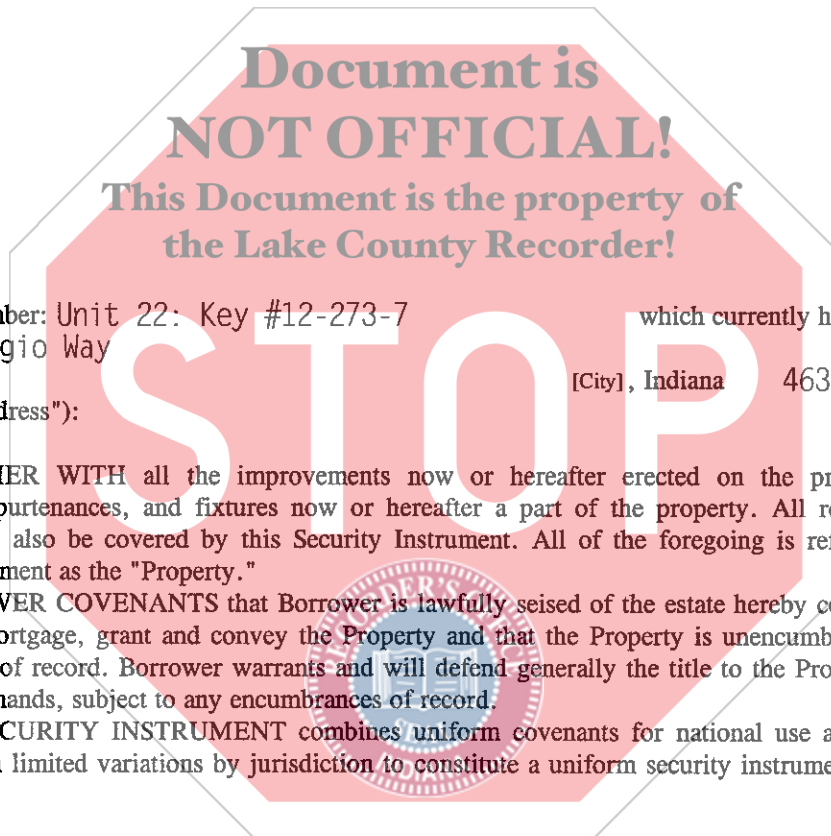 Document is
NOT OFFICIAL!
This Document is the property of
the Lake County Recorder!
ber: Unit 22: Key #12-273-7 which currently h
gio Way
[City], Indiana 463
dress"):
STOP
ER WITH all the improvements now or hereafter erected on the pr
purtenances, and fixtures now or hereafter a part of the property. All r
also be covered by this Security Instrument. All of the foregoing is ref
ment as the "Property."
VER COVENANTS that Borrower is lawfully seised of the estate hereby c
ortgage, grant and convey the Property and that the Property is unencumb
of record. Borrower warrants and will defend generally the title to the Pro
nands, subject to any encumbrances of record.
CURITY INSTRUMENT combines uniform covenants for national use a
limited variations by jurisdiction to constitute a uniform security instrume
RECORDER'S
SEAL
INDIANA